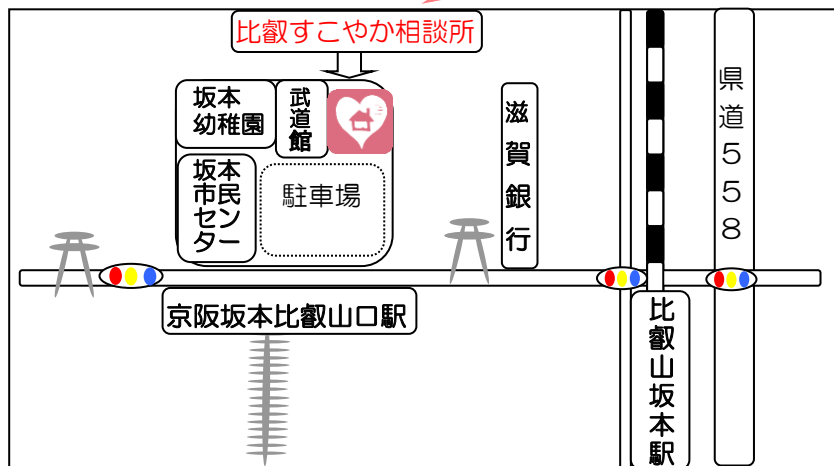 比叡すこやか相談所
坂本
幼稚園
武道館
坂本
市民
センター
駐車場
滋賀銀行
県道５５８
京阪坂本比叡山口駅
比叡山坂本駅